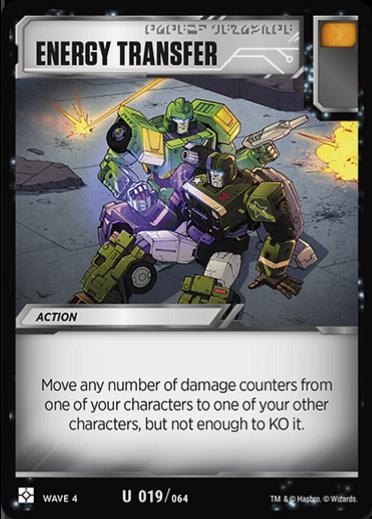 ENERGY TRANSFER
ACTION
Move any number of damage counters from
one of your characters to one of your other
characters, but not enough to KO it.
WAVE 4
U 019/064
TM & © Hasbro. © Wizards.